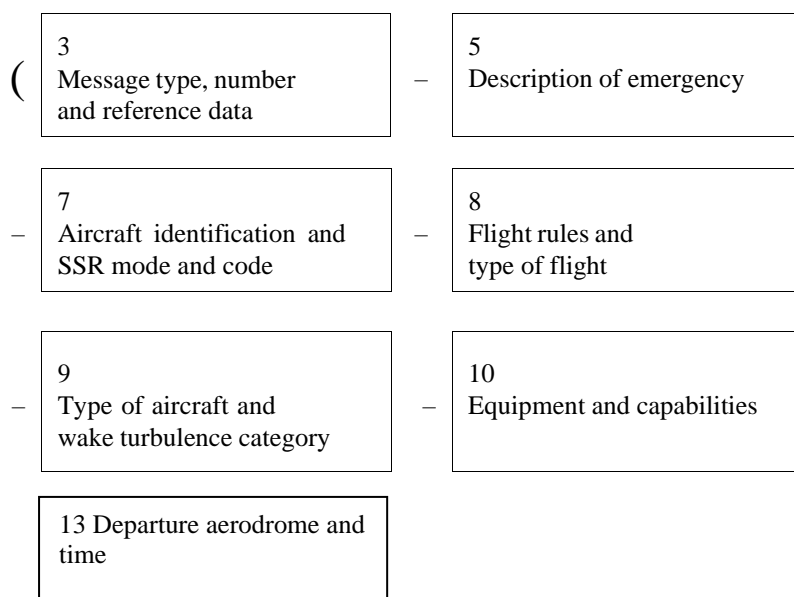 (
3
Message type, number
and reference data
–
5
Description of emergency
–
7
Aircraft identification and
SSR mode and code
–
8
Flight rules and
type of flight
–
9
Type of aircraft and
wake turbulence category
–
10
Equipment and capabilities
13 Departure aerodrome and
time